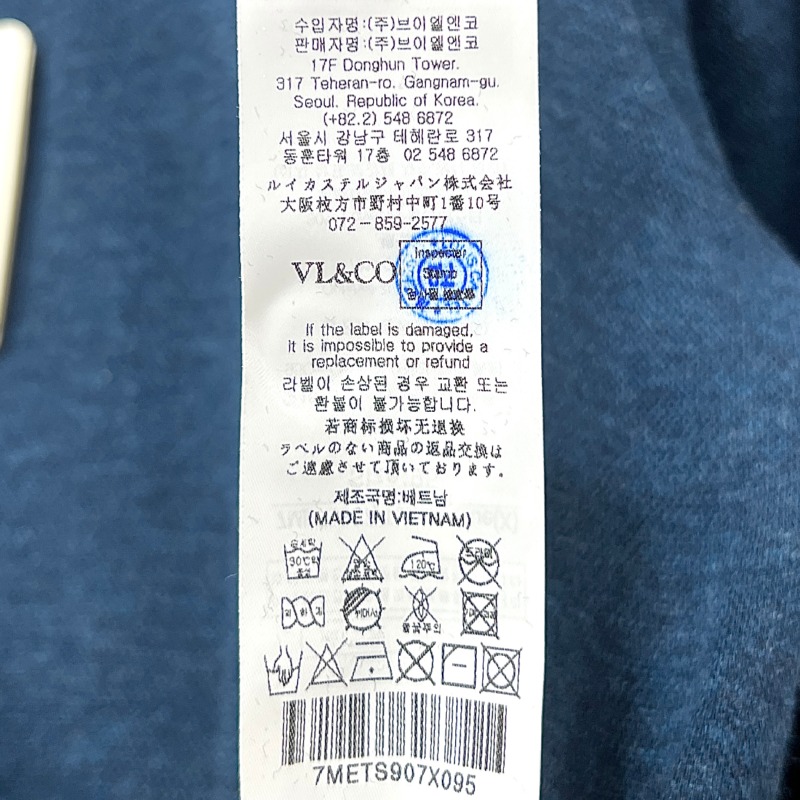 수입자명:(주)브이엘엔코
판매자명:(주)브이엘엔코
17F Donghun Tower.
317 Teheran-ro. Gangnam-gu.
Seoul. Republic of Korea.
(+82.2) 548 6872
서울시 강남구 테헤란로 317
동훈타워 17층 02 548 6872
ルイカステルジャパン株式会社
大阪枚方市野村中町1番10号
072-859-2577
VL&CO
Inspector
Stamp
If the label is damaged,
it is impossible to provide a
replacement or refund
라벨이 손상된 경우 교환 또는
환불이 불가능합니다.
若商标损坏无退换
ラベルのない商品の返品交換は
ご遠慮させて頂いております。
제조국명:베트남
(MADE IN VIETNAM)
30℃ 120℃
7METS907X095